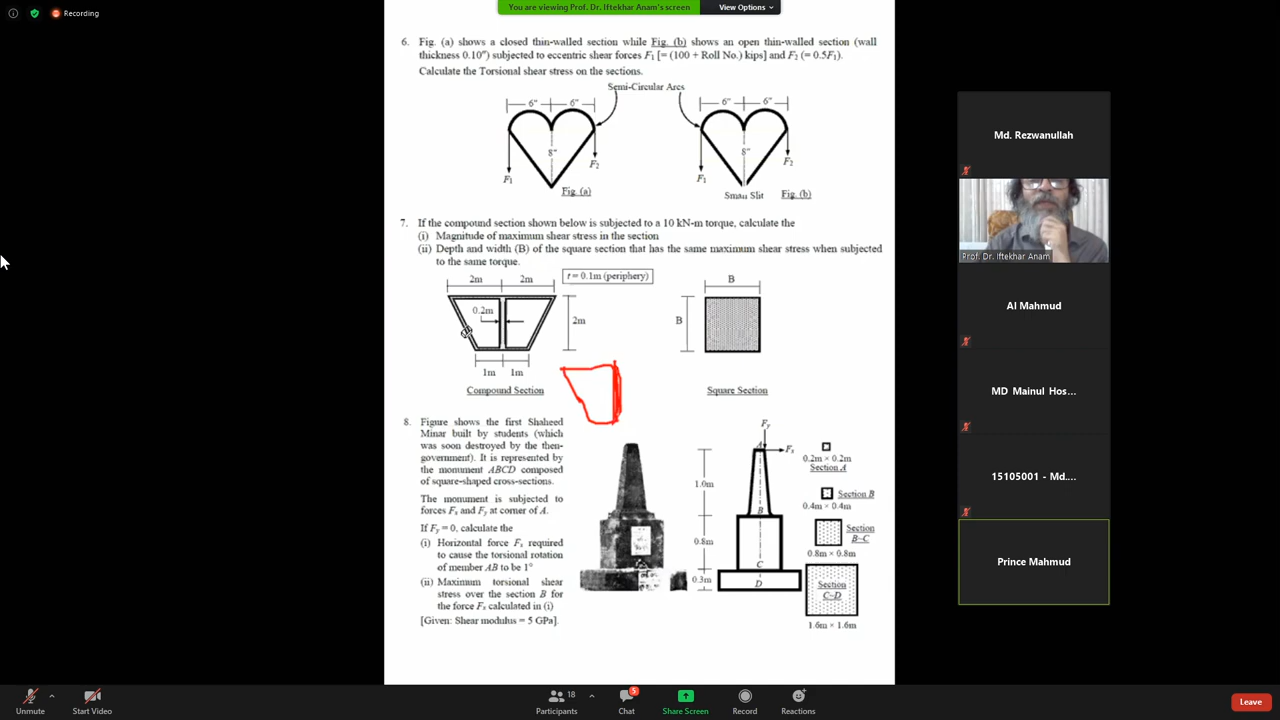 Recording
You are viewing Prof. Dr. Iftekhar Anam's screen
View Options
6. Fig. (a) shows a closed thin-walled section while Fig. (b) shows an open thin-walled section (wall
thickness 0.10") subjected to eccentric shear forces F₁ [= (100 + Roll No.) kips] and F₂ (= 0.5F₁).
Calculate the Torsional shear stress on the sections.
Semi-Circular Arcs
6" 6" 6" 6"
8" 8"
F₂ F₂
F₁ F₁
Fig. (a) Small Slit Fig. (b)
7. If the compound section shown below is subjected to a 10 kN-m torque, calculate the
(i) Magnitude of maximum shear stress in the section
(ii) Depth and width (B) of the square section that has the same maximum shear stress when subjected
to the same torque.
2m 2m t = 0.1m (periphery) B
0.2m
2m B
1m 1m
Compound Section Square Section
8. Figure shows the first Shaheed
Minar built by students (which
was soon destroyed by the then-
government). It is represented
by the monument ABCD composed
of square-shaped cross-sections.
The monument is subjected to
forces Fₓ and Fᵧ at corner of A.
If Fᵧ = 0, calculate the
(i) Horizontal force Fₓ required
to cause the torsional rotation
of member AB to be 1°
(ii) Maximum torsional shear
stress over the section B for
the force Fₓ calculated in (i)
[Given: Shear modulus = 5 GPa].
Fᵧ
A
Fₓ
0.2m × 0.2m
Section A
1.0m
Section B
0.4m × 0.4m
B
Section
B~C
0.8m
0.8m × 0.8m
C
0.3m
D
Section
C~D
1.6m × 1.6m
Md. Rezwanullah
Prof. Dr. Iftekhar Anam
Al Mahmud
MD Mainul Hos...
15105001 - Md....
Prince Mahmud
Unmute
Start Video
18
Participants
5
Chat
Share Screen
Record
Reactions
Leave